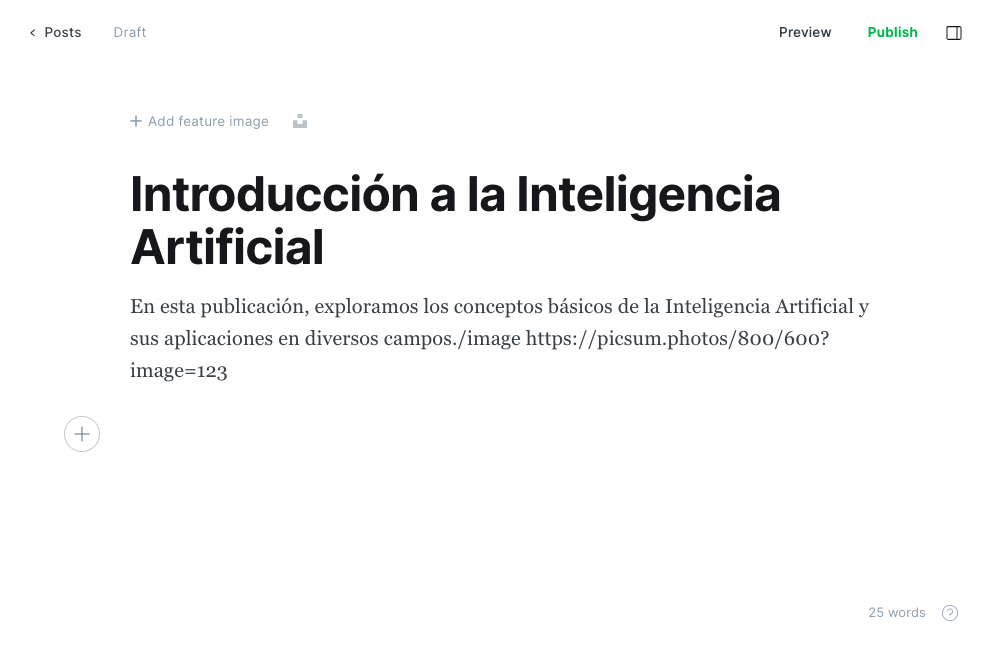 Posts
Draft
Preview
Publish
Add feature image
Introducción a la Inteligencia
Artificial
En esta publicación, exploramos los conceptos básicos de la Inteligencia Artificial y
sus aplicaciones en diversos campos./image https://picsum.photos/800/600?
image=123
25 words